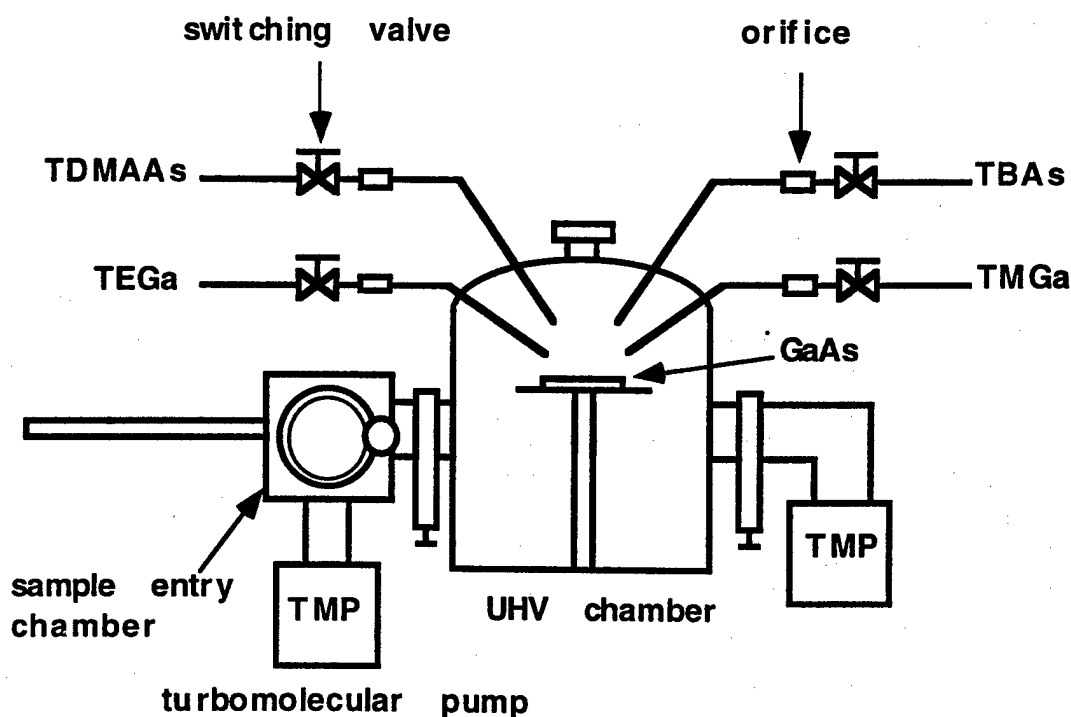 switching valve
orifice
TDMAAs
TBAs
TEGa
TMGa
GaAs
sample entry
chamber
TMP
UHV chamber
TMP
turbomolecular pump